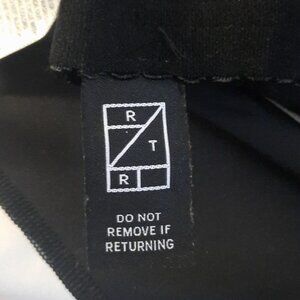 R
T
R
DO NOT
REMOVE IF
RETURNING